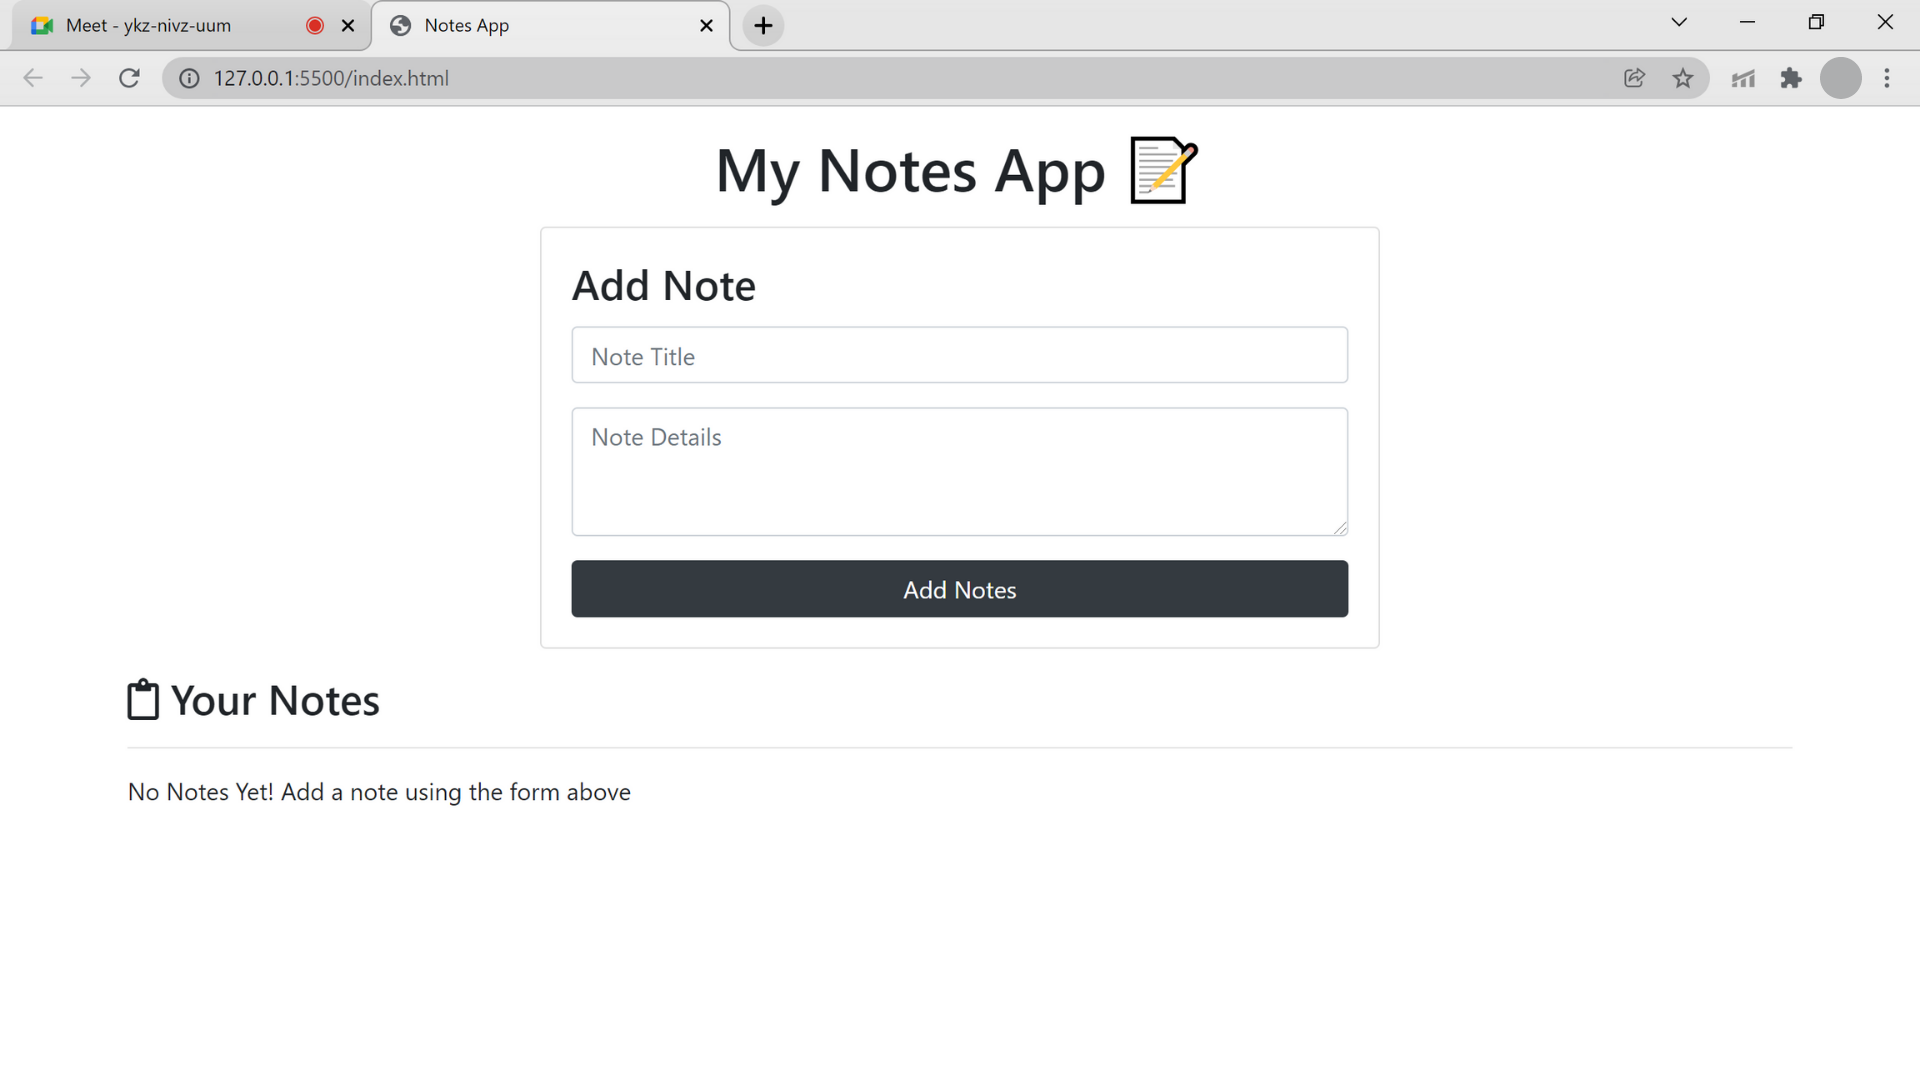 Meet - ykz-nivz-uum
Notes App
127.0.0.1:5500/index.html
My Notes App
Add Note
Note Title
Note Details
Add Notes
Your Notes
No Notes Yet! Add a note using the form above